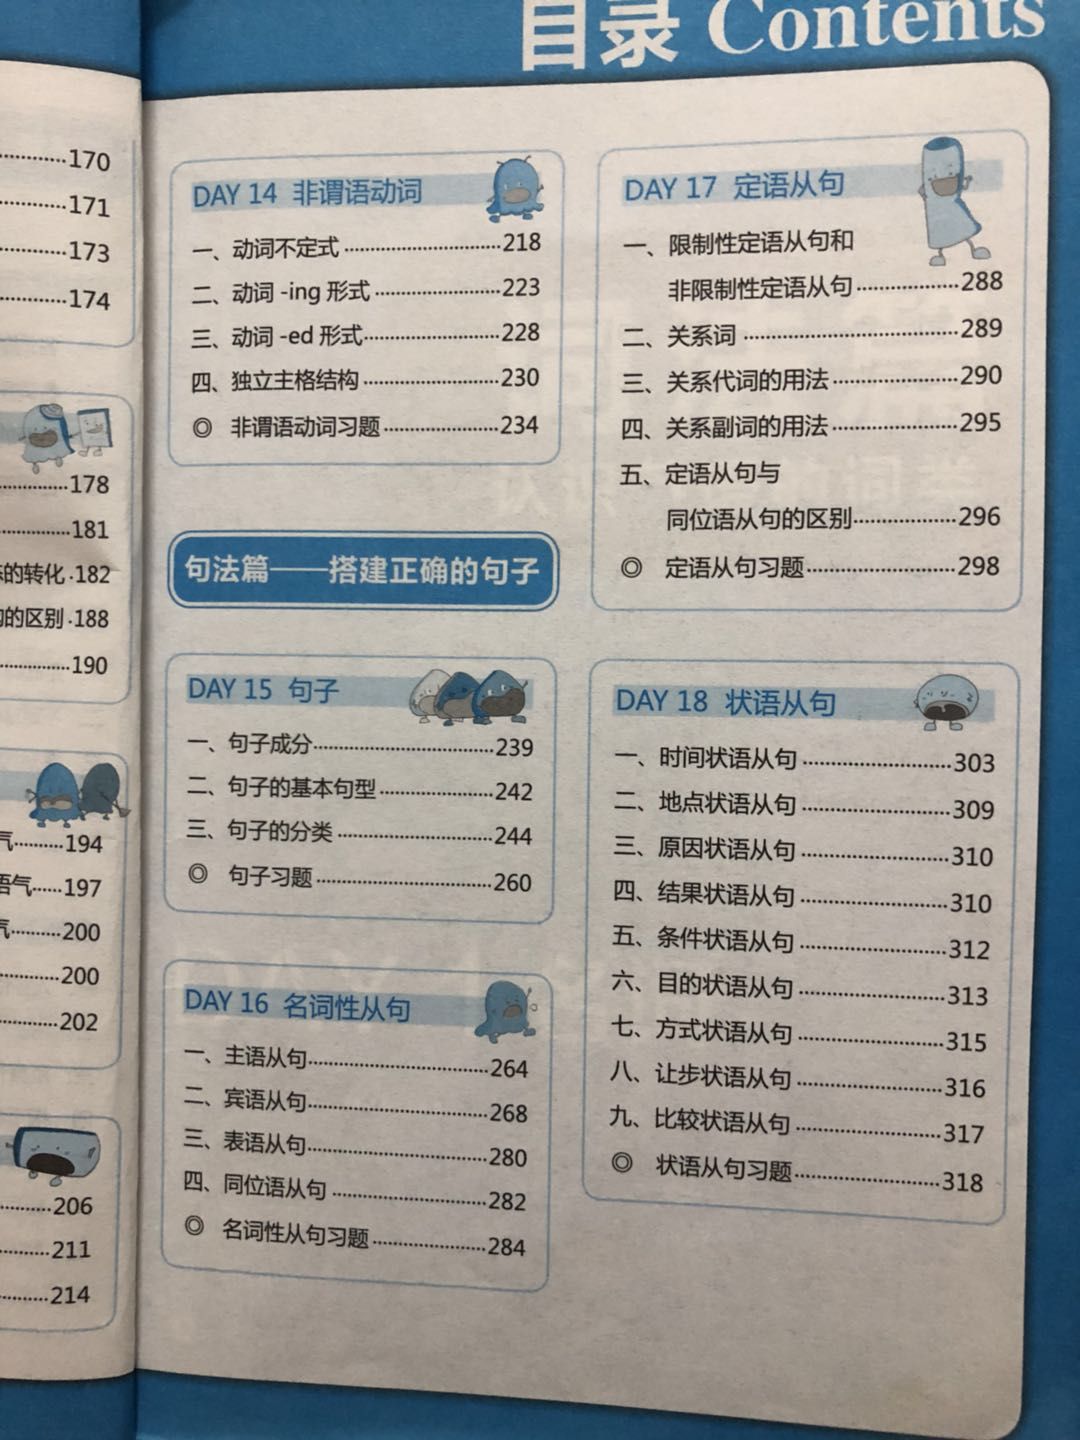 目录 Contents
170
171
173
174
178
181
的转化·182
的区别·188
190
气 194
语气 197
气 200
200
202
206
211
214
DAY 14 非谓语动词
一、动词不定式 218
二、动词 -ing 形式 223
三、动词 -ed 形式 228
四、独立主格结构 230
◎ 非谓语动词习题 234
句法篇——搭建正确的句子
DAY 15 句子
一、句子成分 239
二、句子的基本句型 242
三、句子的分类 244
◎ 句子习题 260
DAY 16 名词性从句
一、主语从句 264
二、宾语从句 268
三、表语从句 280
四、同位语从句 282
◎ 名词性从句习题 284
DAY 17 定语从句
一、限制性定语从句和
非限制性定语从句 288
二、关系词 289
三、关系代词的用法 290
四、关系副词的用法 295
五、定语从句与
同位语从句的区别 296
◎ 定语从句习题 298
DAY 18 状语从句
一、时间状语从句 303
二、地点状语从句 309
三、原因状语从句 310
四、结果状语从句 310
五、条件状语从句 312
六、目的状语从句 313
七、方式状语从句 315
八、让步状语从句 316
九、比较状语从句 317
◎ 状语从句习题 318